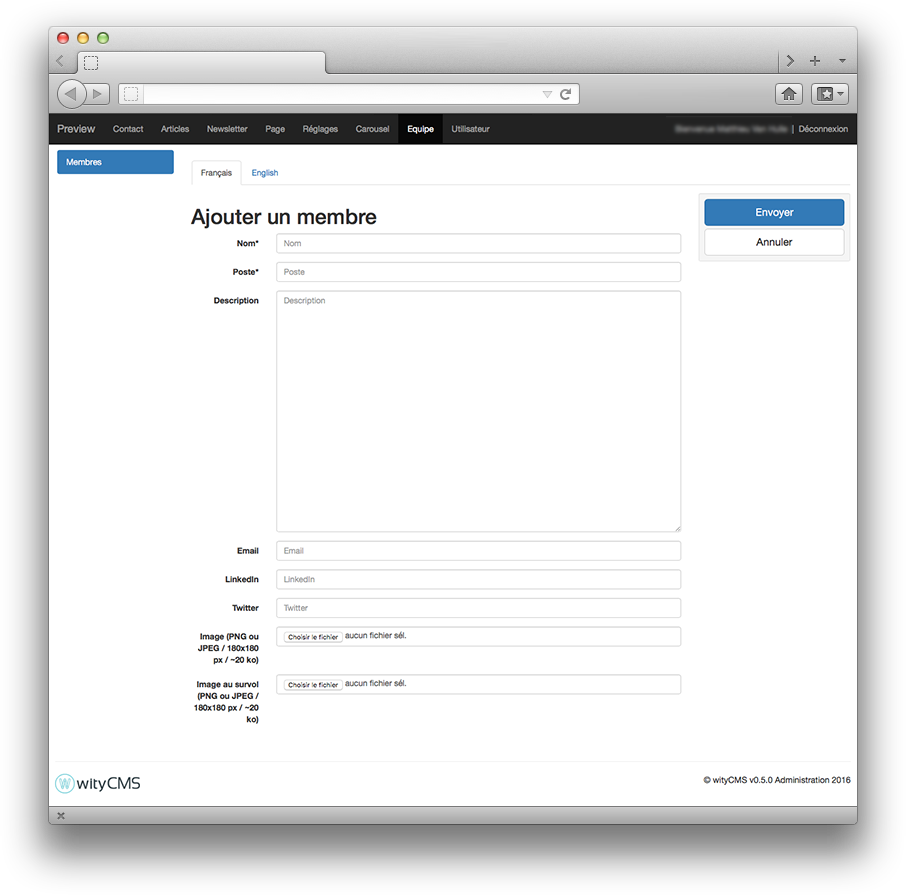 Preview Contact Articles Newsletter Page Réglages Carousel Equipe Utilisateur | Déconnexion
Membres
Français English
Ajouter un membre
Envoyer
Annuler
Nom* Nom
Poste* Poste
Description Description
Email Email
LinkedIn LinkedIn
Twitter Twitter
Image (PNG ou
JPEG / 180x180
px / ~20 ko)
Choisir le fichier aucun fichier sél.
Image au survol
(PNG ou JPEG /
180x180 px / ~20
ko)
Choisir le fichier aucun fichier sél.
W wityCMS
© wityCMS v0.5.0 Administration 2016